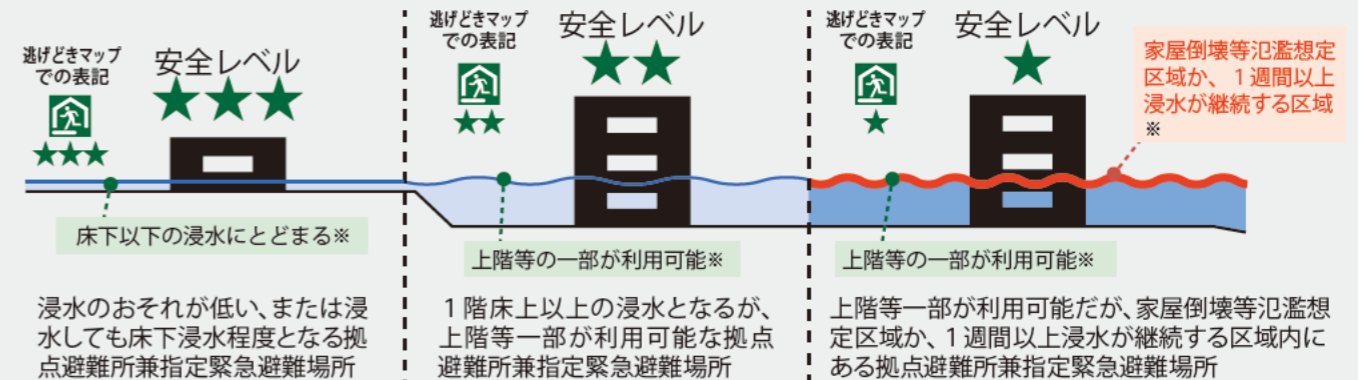 逃げどきマップ
での表記
安全レベル
★★★
★★★
床下以下の浸水にとどまる※
浸水のおそれが低い、または浸
水しても床下浸水程度となる拠
点避難所兼指定緊急避難場所
逃げどきマップ
での表記
安全レベル
★★
★★
上階等の一部が利用可能※
１階床上以上の浸水となるが、
上階等一部が利用可能な拠点
避難所兼指定緊急避難場所
逃げどきマップ
での表記
安全レベル
★
★
家屋倒壊等氾濫想定
区域か、１週間以上
浸水が継続する区域
※
上階等の一部が利用可能※
上階等一部が利用可能だが、家屋倒壊等氾濫想
定区域か、１週間以上浸水が継続する区域内に
ある拠点避難所兼指定緊急避難場所